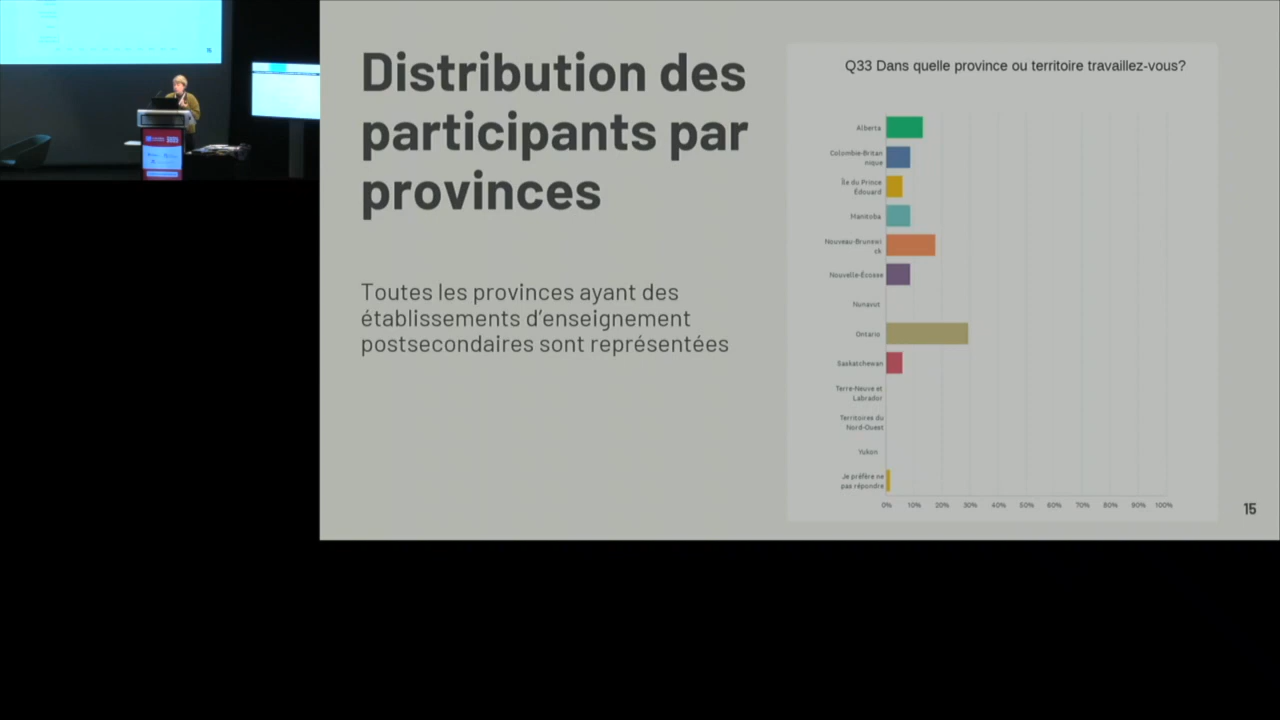 Distribution des
participants par
provinces
Toutes les provinces ayant des
établissements d'enseignement
postsecondaires sont représentées
Q33 Dans quelle province ou territoire travaillez-vous?
Alberta
Colombie-Britan
nique
Île du Prince
Édouard
Manitoba
Nouveau-Brunswi
ck
Nouvelle-Écosse
Nunavut
Ontario
Saskatchewan
Terre-Neuve et
Labrador
Territoires du
Nord-Ouest
Yukon
Je préfère ne
pas répondre
0% 10% 20% 30% 40% 50% 60% 70% 80% 90% 100%
15